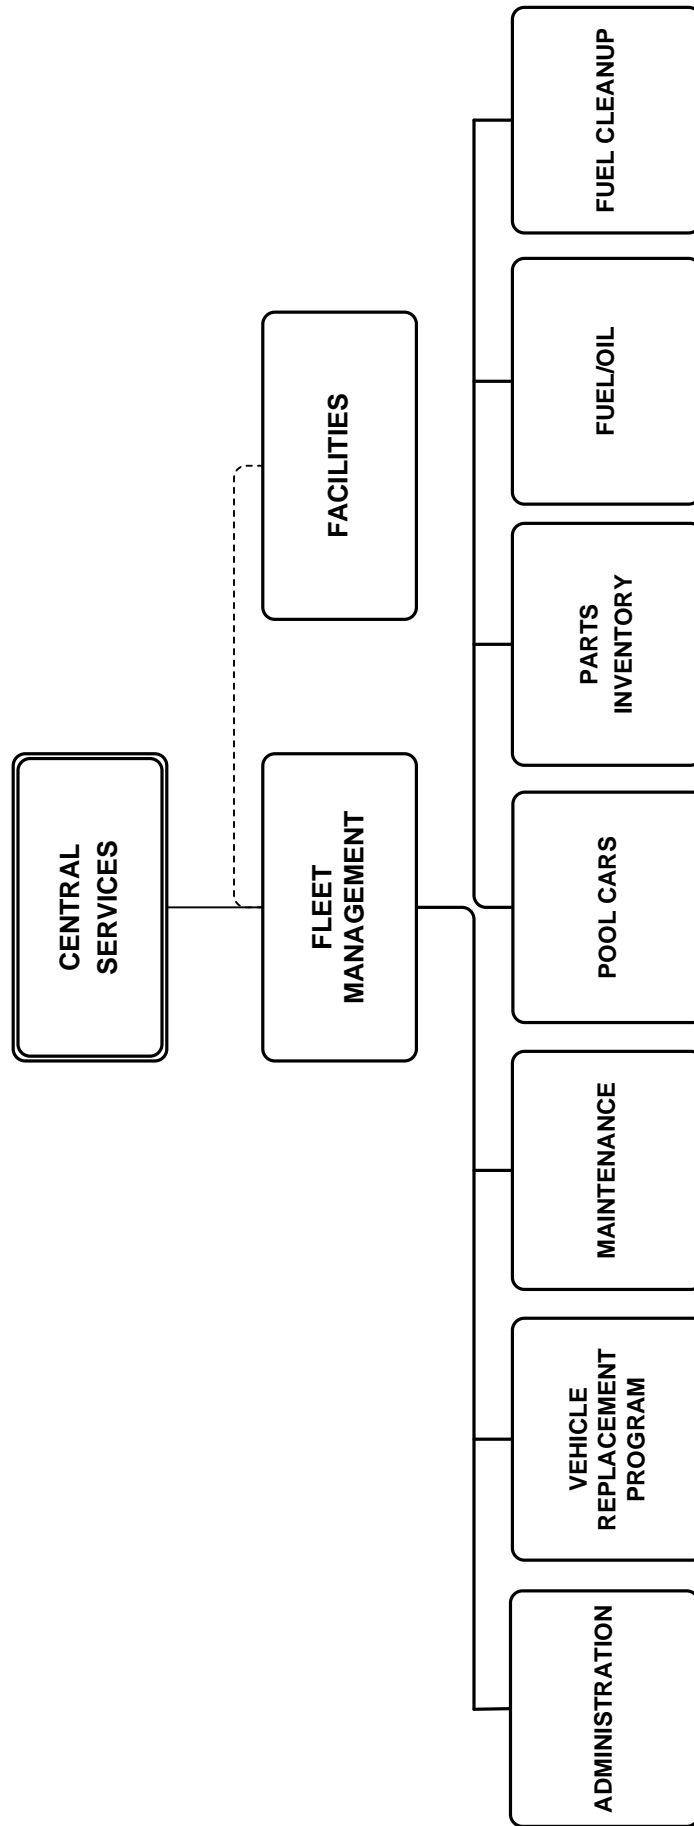 CENTRAL
SERVICES
FLEET
MANAGEMENT
FACILITIES
ADMINISTRATION
VEHICLE
REPLACEMENT
PROGRAM
MAINTENANCE
POOL CARS
PARTS
INVENTORY
FUEL/OIL
FUEL CLEANUP